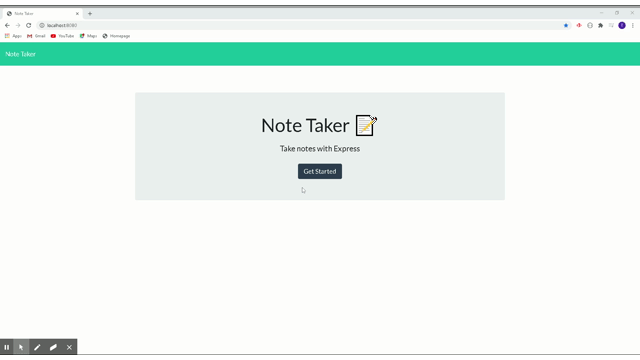 Note Taker
localhost:8080
Apps Gmail YouTube Maps Homepage
Note Taker
Note Taker
Take notes with Express
Get Started